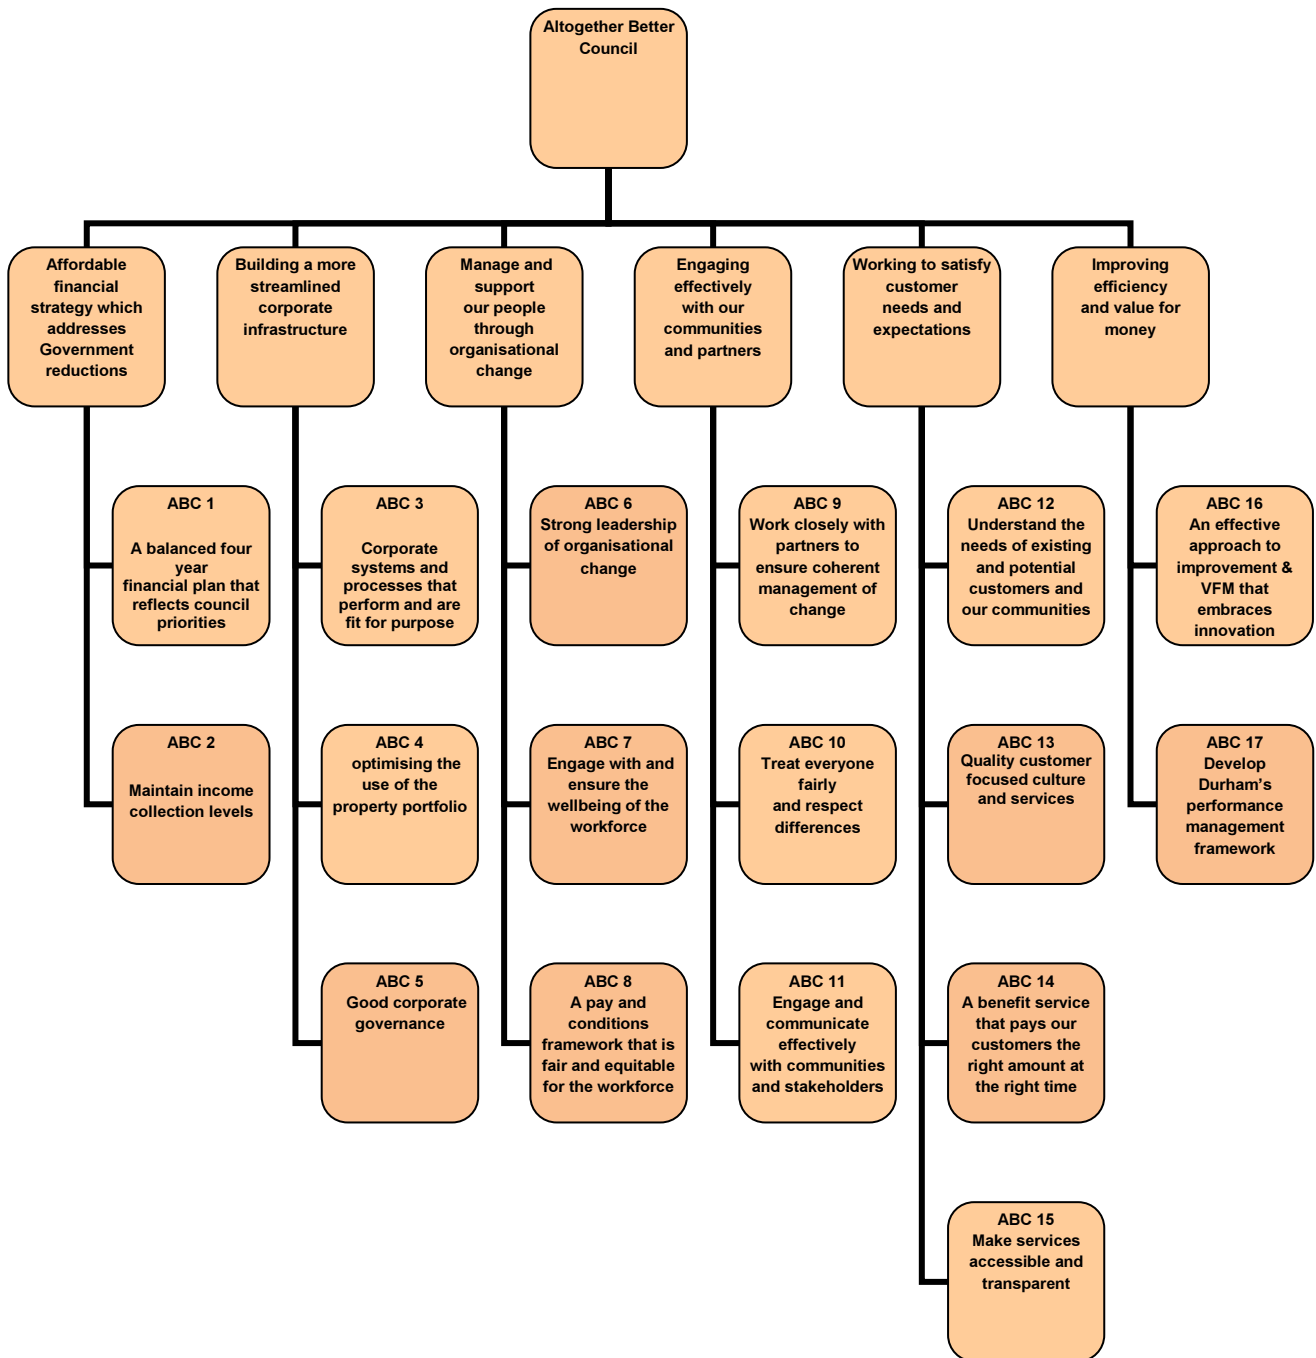 Altogether Better
Council
Affordable
financial
strategy which
addresses
Government
reductions
Building a more
streamlined
corporate
infrastructure
Manage and
support
our people
through
organisational
change
Engaging
effectively
with our
communities
and partners
Working to satisfy
customer
needs and
expectations
Improving
efficiency
and value for
money
ABC 1
A balanced four
year
financial plan that
reflects council
priorities
ABC 3
Corporate
systems and
processes that
perform and are
fit for purpose
ABC 6
Strong leadership
of organisational
change
ABC 9
Work closely with
partners to
ensure coherent
management of
change
ABC 12
Understand the
needs of existing
and potential
customers and
our communities
ABC 16
An effective
approach to
improvement &
VFM that
embraces
innovation
ABC 2
Maintain income
collection levels
ABC 4
optimising the
use of the
property portfolio
ABC 7
Engage with and
ensure the
wellbeing of the
workforce
ABC 10
Treat everyone
fairly
and respect
differences
ABC 13
Quality customer
focused culture
and services
ABC 17
Develop
Durham's
performance
management
framework
ABC 5
Good corporate
governance
ABC 8
A pay and
conditions
framework that is
fair and equitable
for the workforce
ABC 11
Engage and
communicate
effectively
with communities
and stakeholders
ABC 14
A benefit service
that pays our
customers the
right amount at
the right time
ABC 15
Make services
accessible and
transparent